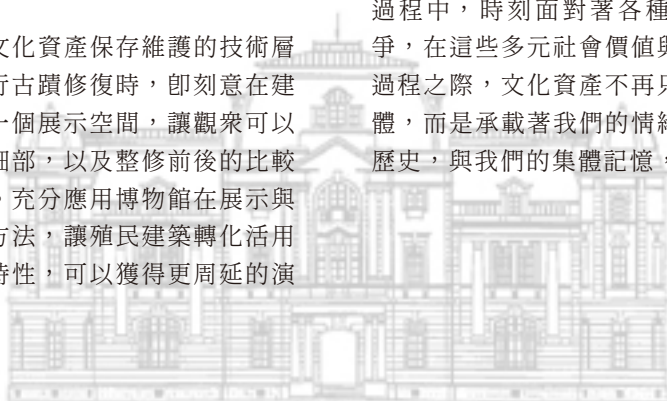 文化資產保存維護的技術層
行古蹟修復時，即刻意在建
一個展示空間，讓觀衆可以
細部，以及整修前後的比較
充分應用博物館在展示與
方法，讓殖民建築轉化活用
特性，可以獲得更周延的演
過程中，時刻面對著各種
爭，在這些多元社會價値與
過程之際，文化資產不再只
體，而是承載著我們的情
歷史，與我們的集體記憶，